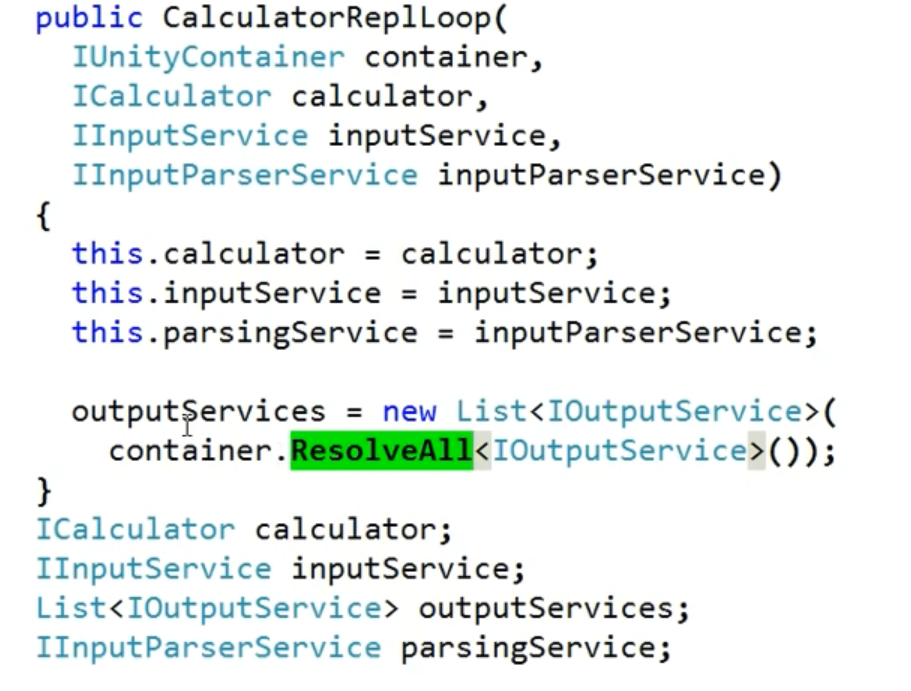 public CalculatorReplLoop(
IUnityContainer container,
ICalculator calculator,
IInputService inputService,
IInputParserService inputParserService)
{
this.calculator = calculator;
this.inputService = inputService;
this.parsingService = inputParserService;
outputServices = new List<IOutputService>(
container.ResolveAll<IOutputService>());
}
ICalculator calculator;
IInputService inputService;
List<IOutputService> outputServices;
IInputParserService parsingService;